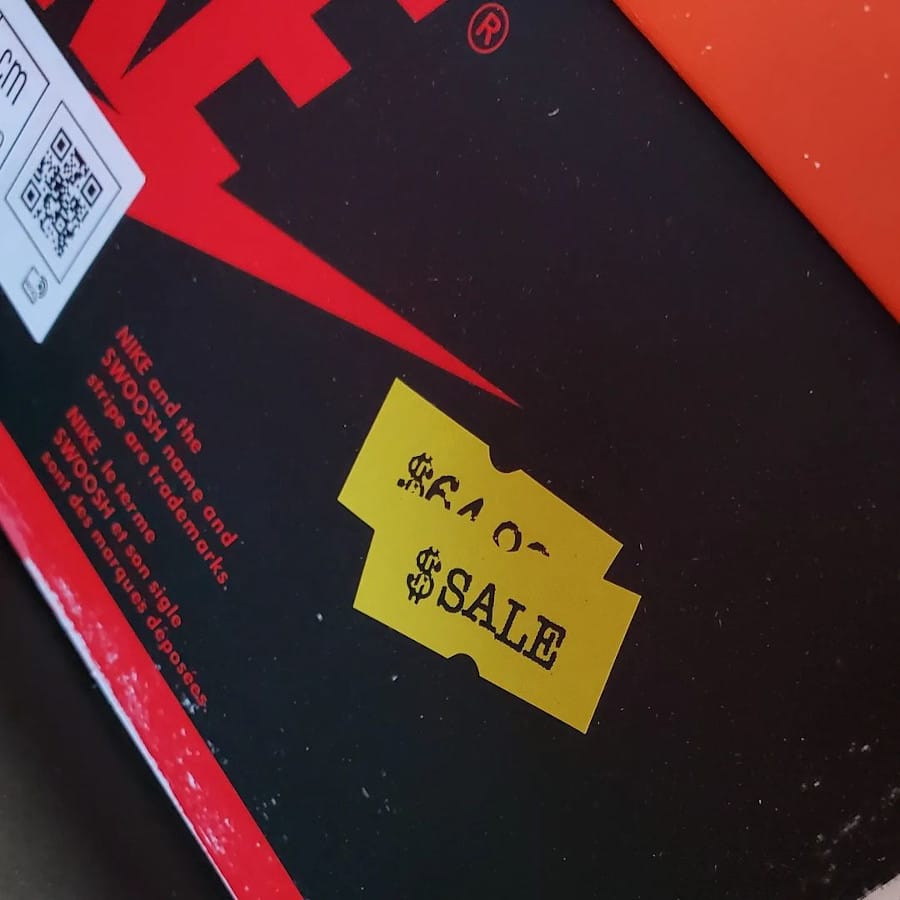 cm
®
NIKE and the
SWOOSH name and
stripe are trademarks.
NIKE, le terme
SWOOSH et son sigle
sont des marques déposées.
$SALE